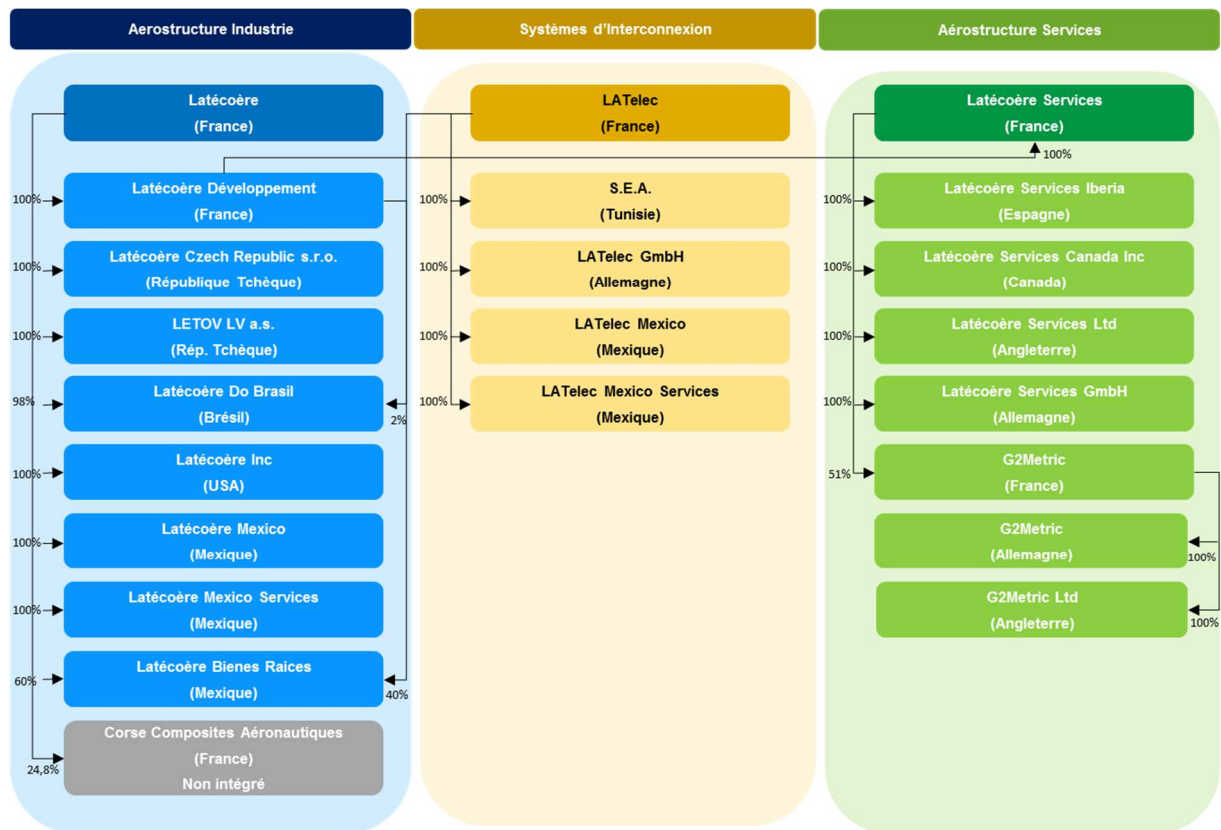 Aerostructure Industrie
Systèmes d'Interconnexion
Aérostructure Services
Latécoère
(France)
LATelec
(France)
Latécoère Services
(France)
100%
100%
Latécoère Développement
(France)
100%
S.E.A.
(Tunisie)
100%
Latécoère Services Iberia
(Espagne)
100%
Latécoère Czech Republic s.r.o.
(République Tchèque)
100%
LATelec GmbH
(Allemagne)
100%
Latécoère Services Canada Inc
(Canada)
100%
LETOV LV a.s.
(Rép. Tchèque)
100%
LATelec Mexico
(Mexique)
100%
Latécoère Services Ltd
(Angleterre)
98%
Latécoère Do Brasil
(Brésil)
2%
100%
LATelec Mexico Services
(Mexique)
100%
Latécoère Services GmbH
(Allemagne)
100%
Latécoère Inc
(USA)
51%
G2Metric
(France)
100%
Latécoère Mexico
(Mexique)
G2Metric
(Allemagne)
100%
100%
Latécoère Mexico Services
(Mexique)
G2Metric Ltd
(Angleterre)
100%
60%
Latécoère Bienes Raices
(Mexique)
40%
24,8%
Corse Composites Aéronautiques
(France)
Non intégré